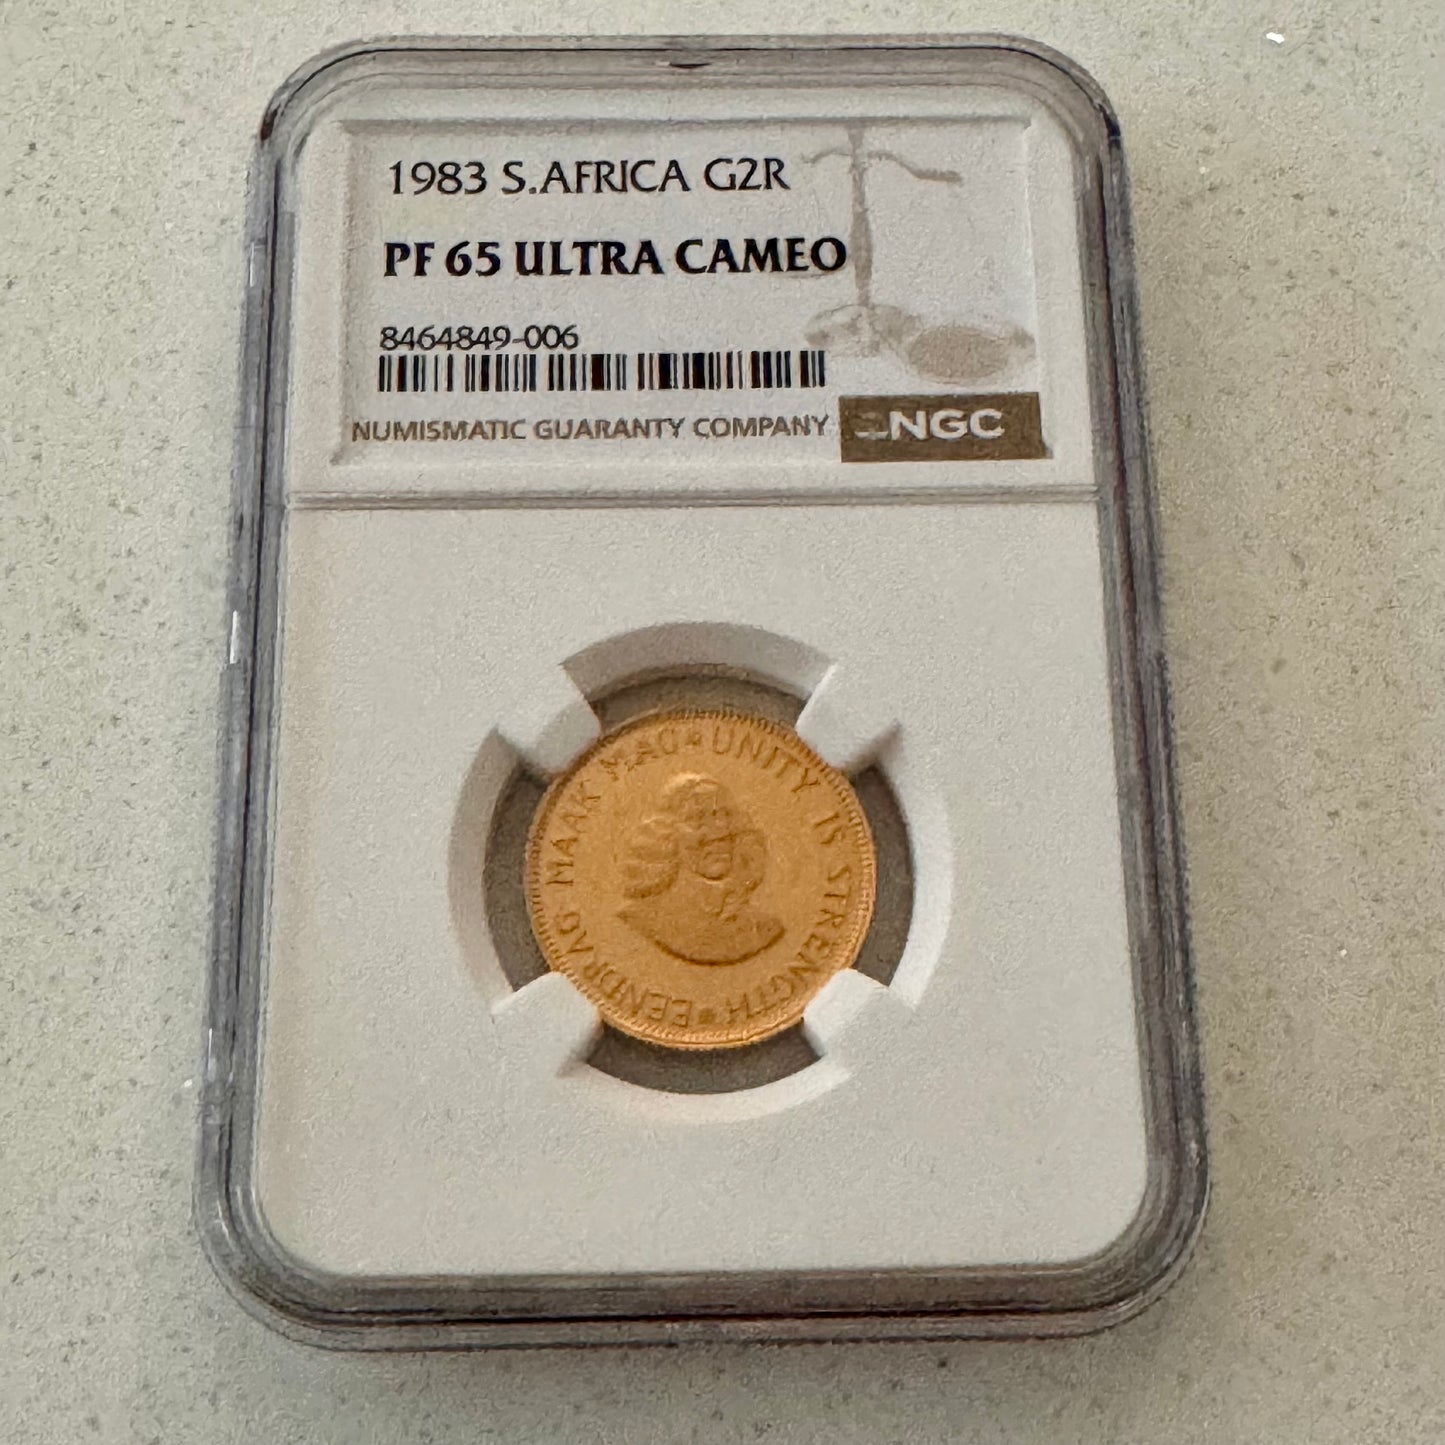 1983 S.AFRICA G2R
PF 65 ULTRA CAMEO
8464849-006
NUMISMATIC GUARANTY COMPANY
NGC
EENDRAG MAAK MAG * UNITY IS STRENGTH *